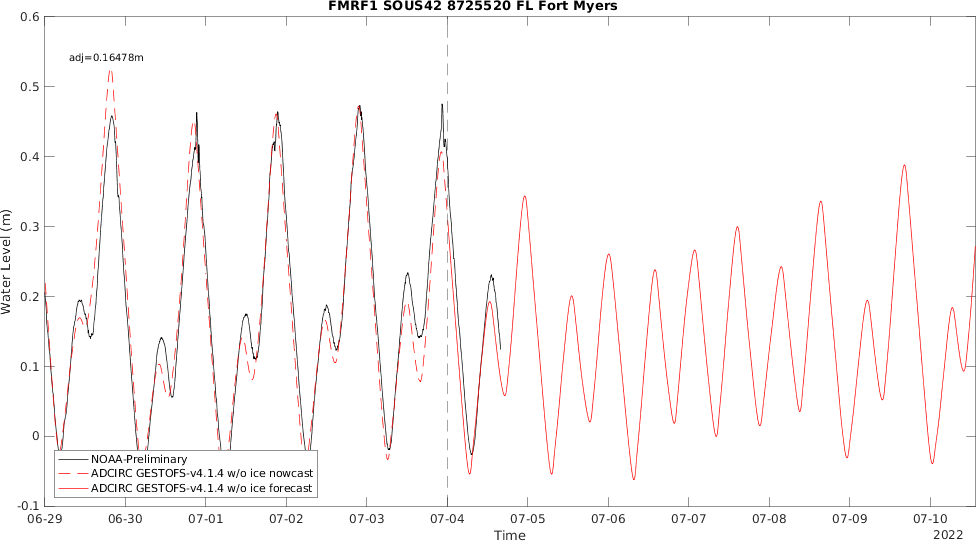 FMRF1 SOUS42 8725520 FL Fort Myers
adj=0.16478m
Water Level (m)
0.6
0.5
0.4
0.3
0.2
0.1
0
-0.1
NOAA-Preliminary
ADCIRC GESTOFS-v4.1.4 w/o ice nowcast
ADCIRC GESTOFS-v4.1.4 w/o ice forecast
06-29 06-30 07-01 07-02 07-03 07-04 07-05 07-06 07-07 07-08 07-09 07-10
Time
2022